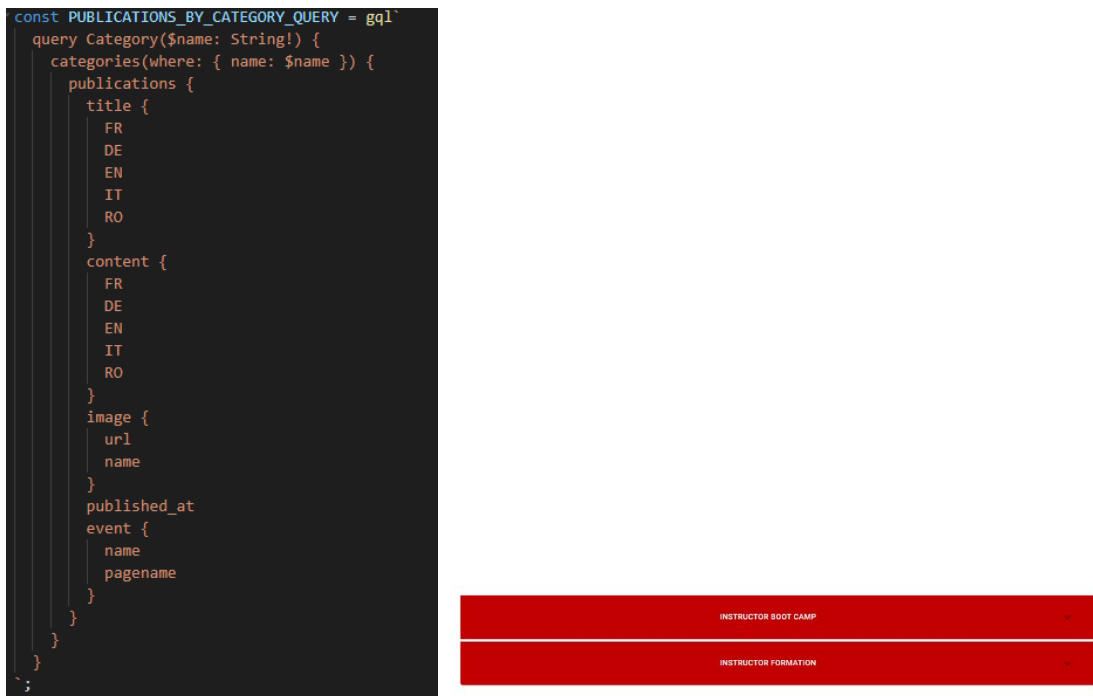 const PUBLICATIONS_BY_CATEGORY_QUERY = gql`
query Category($name: String!) {
categories(where: { name: $name }) {
publications {
title {
FR
DE
EN
IT
RO
}
content {
FR
DE
EN
IT
RO
}
image {
url
name
}
published_at
event {
name
pagename
}
}
}
}
`;
INSTRUCTOR BOOT CAMP
INSTRUCTOR FORMATION